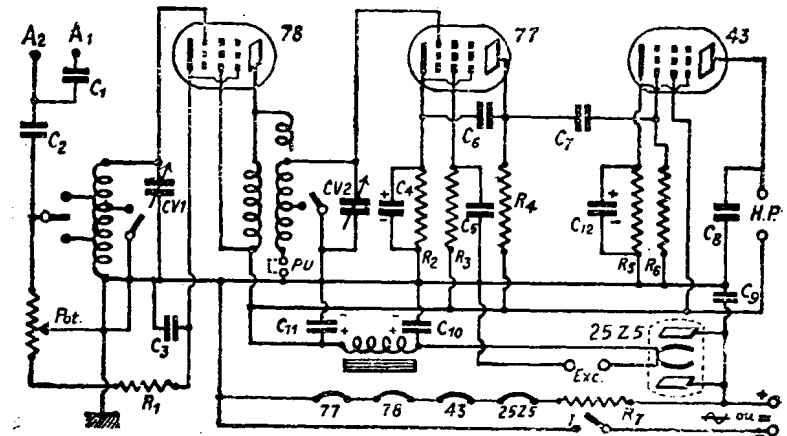 A2 A1 78 77 43
C1
C2
C6 C7
CV1 CV2 + C4 - C5 R4 C12 + - C8 H.P.
PU R2 R3 R5 R6
Pot. C3 C11 - + + - C10 C9
25Z5
R1 Exc.
77 78 43 25Z5 R7 I ou = + -